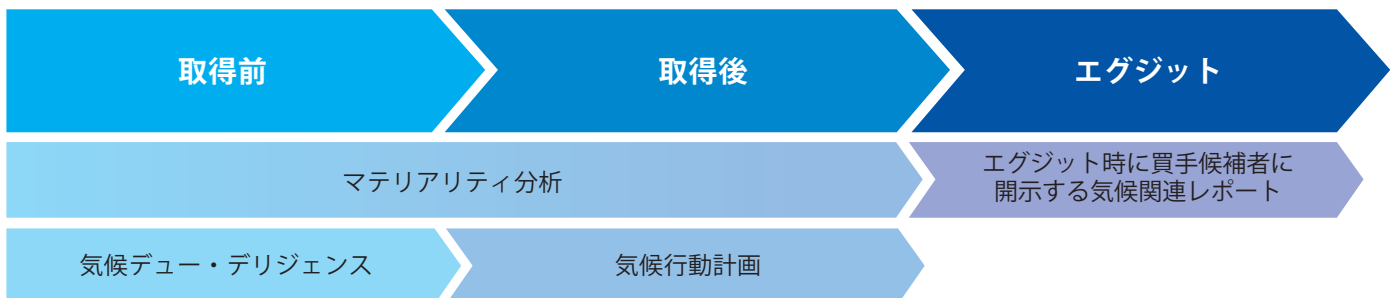 取得前
取得後
エグジット
マテリアリティ分析
エグジット時に買手候補者に
開示する気候関連レポート
気候デュー・デリジェンス
気候行動計画